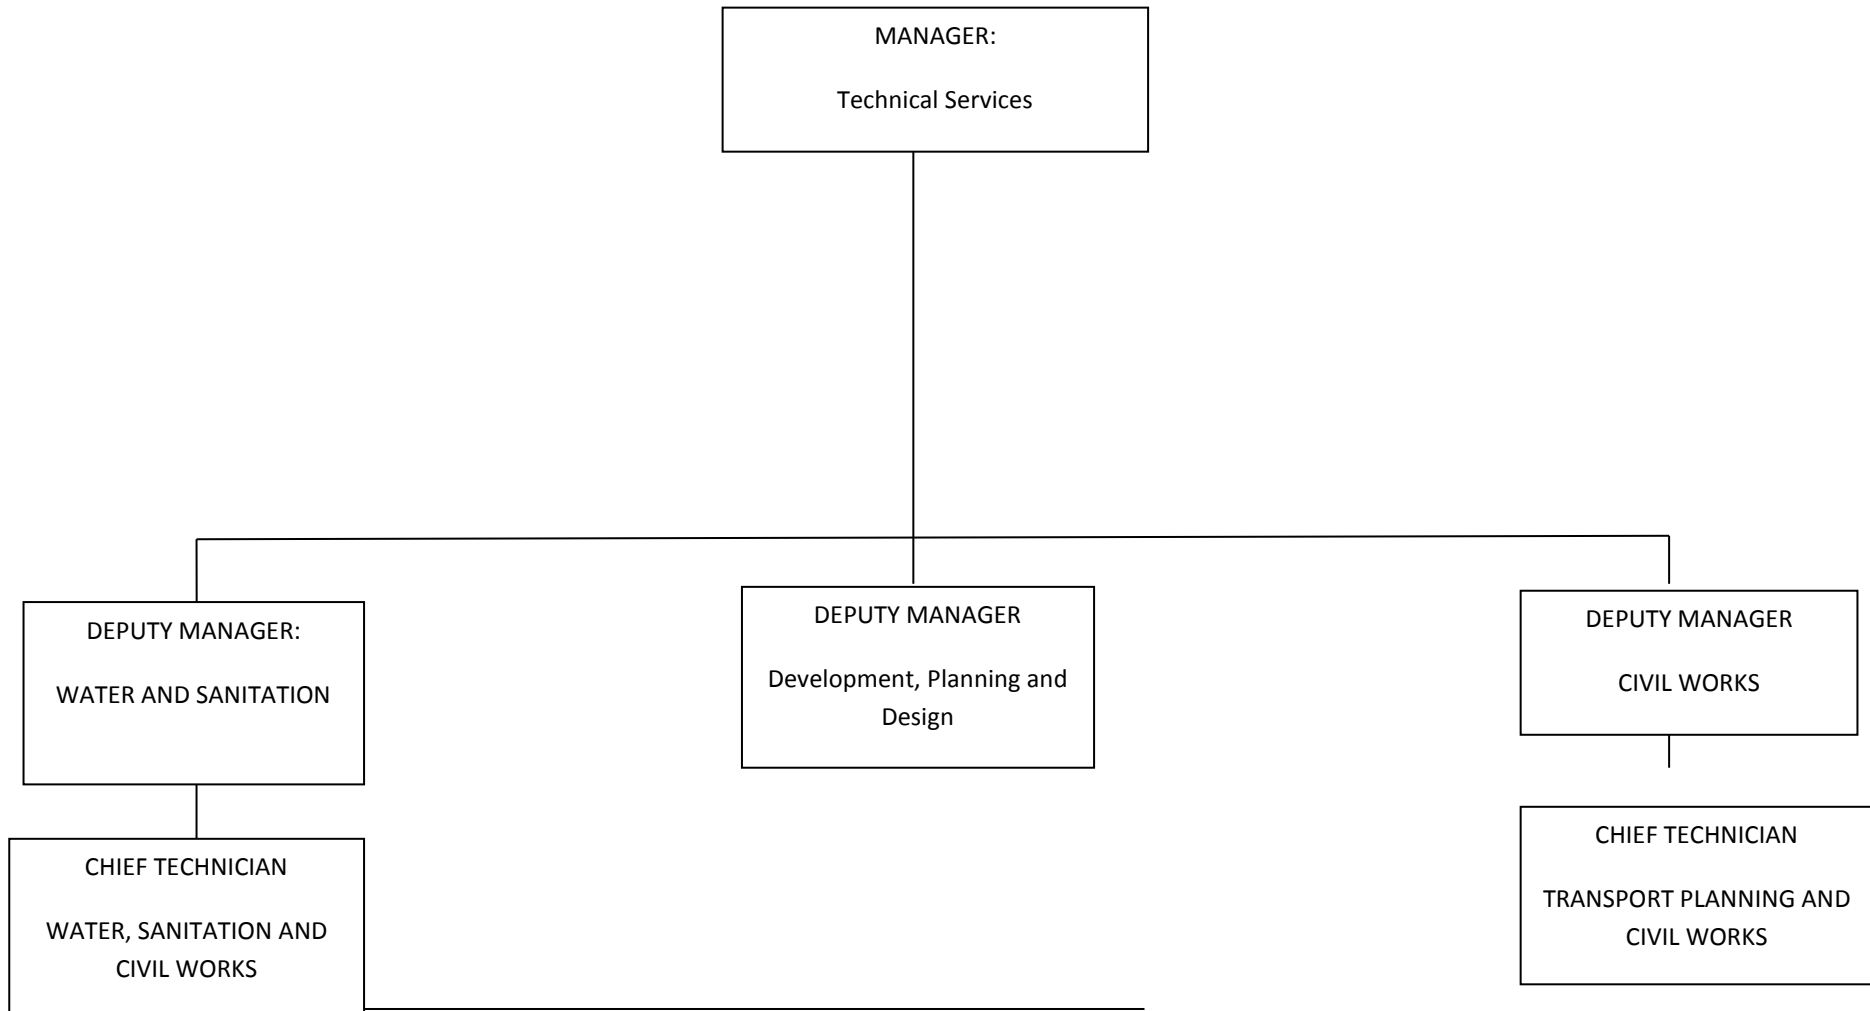 MANAGER:
Technical Services
DEPUTY MANAGER:
WATER AND SANITATION
DEPUTY MANAGER
Development, Planning and
Design
DEPUTY MANAGER
CIVIL WORKS
CHIEF TECHNICIAN
WATER, SANITATION AND
CIVIL WORKS
CHIEF TECHNICIAN
TRANSPORT PLANNING AND
CIVIL WORKS